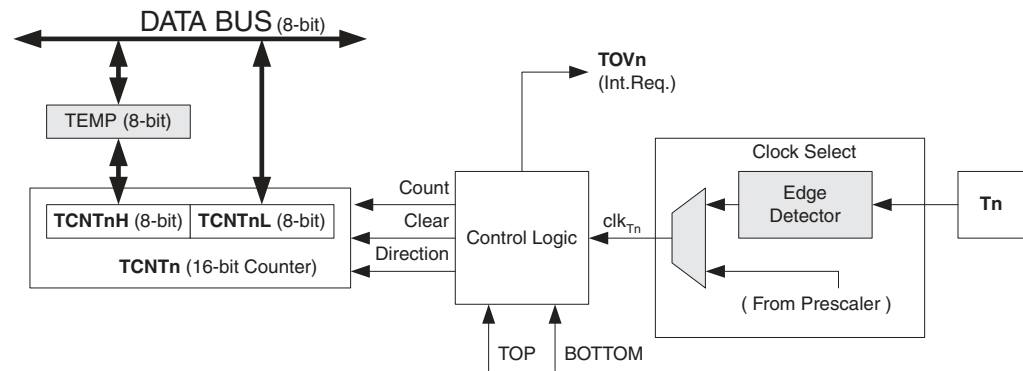 DATA BUS (8-bit)
TOVn
(Int.Req.)
TEMP (8-bit)
Clock Select
Count
Edge
Detector
Tn
TCNTnH (8-bit) TCNTnL (8-bit)
Clear
Control Logic
clkTn
TCNTn (16-bit Counter)
Direction
( From Prescaler )
TOP
BOTTOM